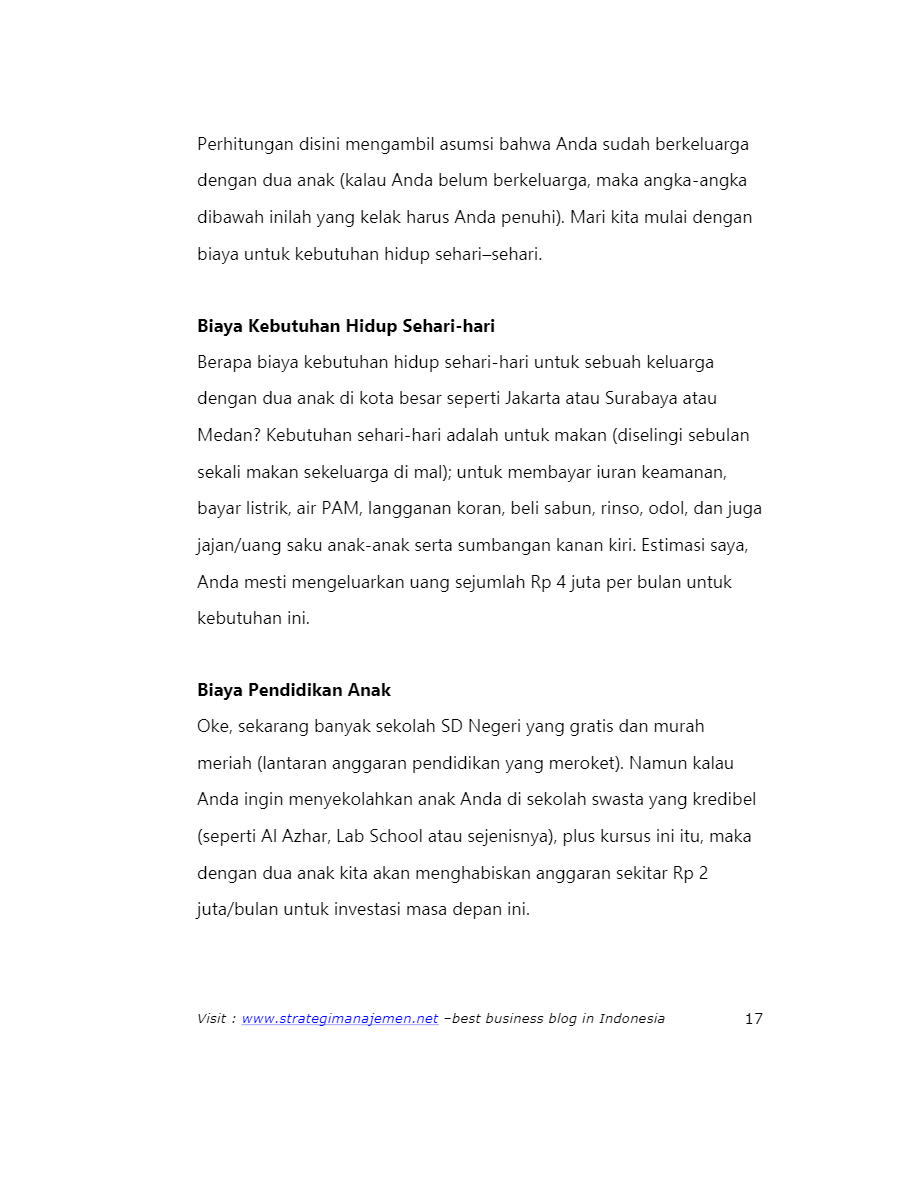 Perhitungan disini mengambil asumsi bahwa Anda sudah berkeluarga
dengan dua anak (kalau Anda belum berkeluarga, maka angka-angka
dibawah inilah yang kelak harus Anda penuhi). Mari kita mulai dengan
biaya untuk kebutuhan hidup sehari–sehari.
Biaya Kebutuhan Hidup Sehari-hari
Berapa biaya kebutuhan hidup sehari-hari untuk sebuah keluarga
dengan dua anak di kota besar seperti Jakarta atau Surabaya atau
Medan? Kebutuhan sehari-hari adalah untuk makan (diselingi sebulan
sekali makan sekeluarga di mal); untuk membayar iuran keamanan,
bayar listrik, air PAM, langganan koran, beli sabun, rinso, odol, dan juga
jajan/uang saku anak-anak serta sumbangan kanan kiri. Estimasi saya,
Anda mesti mengeluarkan uang sejumlah Rp 4 juta per bulan untuk
kebutuhan ini.
Biaya Pendidikan Anak
Oke, sekarang banyak sekolah SD Negeri yang gratis dan murah
meriah (lantaran anggaran pendidikan yang meroket). Namun kalau
Anda ingin menyekolahkan anak Anda di sekolah swasta yang kredibel
(seperti Al Azhar, Lab School atau sejenisnya), plus kursus ini itu, maka
dengan dua anak kita akan menghabiskan anggaran sekitar Rp 2
juta/bulan untuk investasi masa depan ini.
Visit : www.strategimanajemen.net –best business blog in Indonesia 17